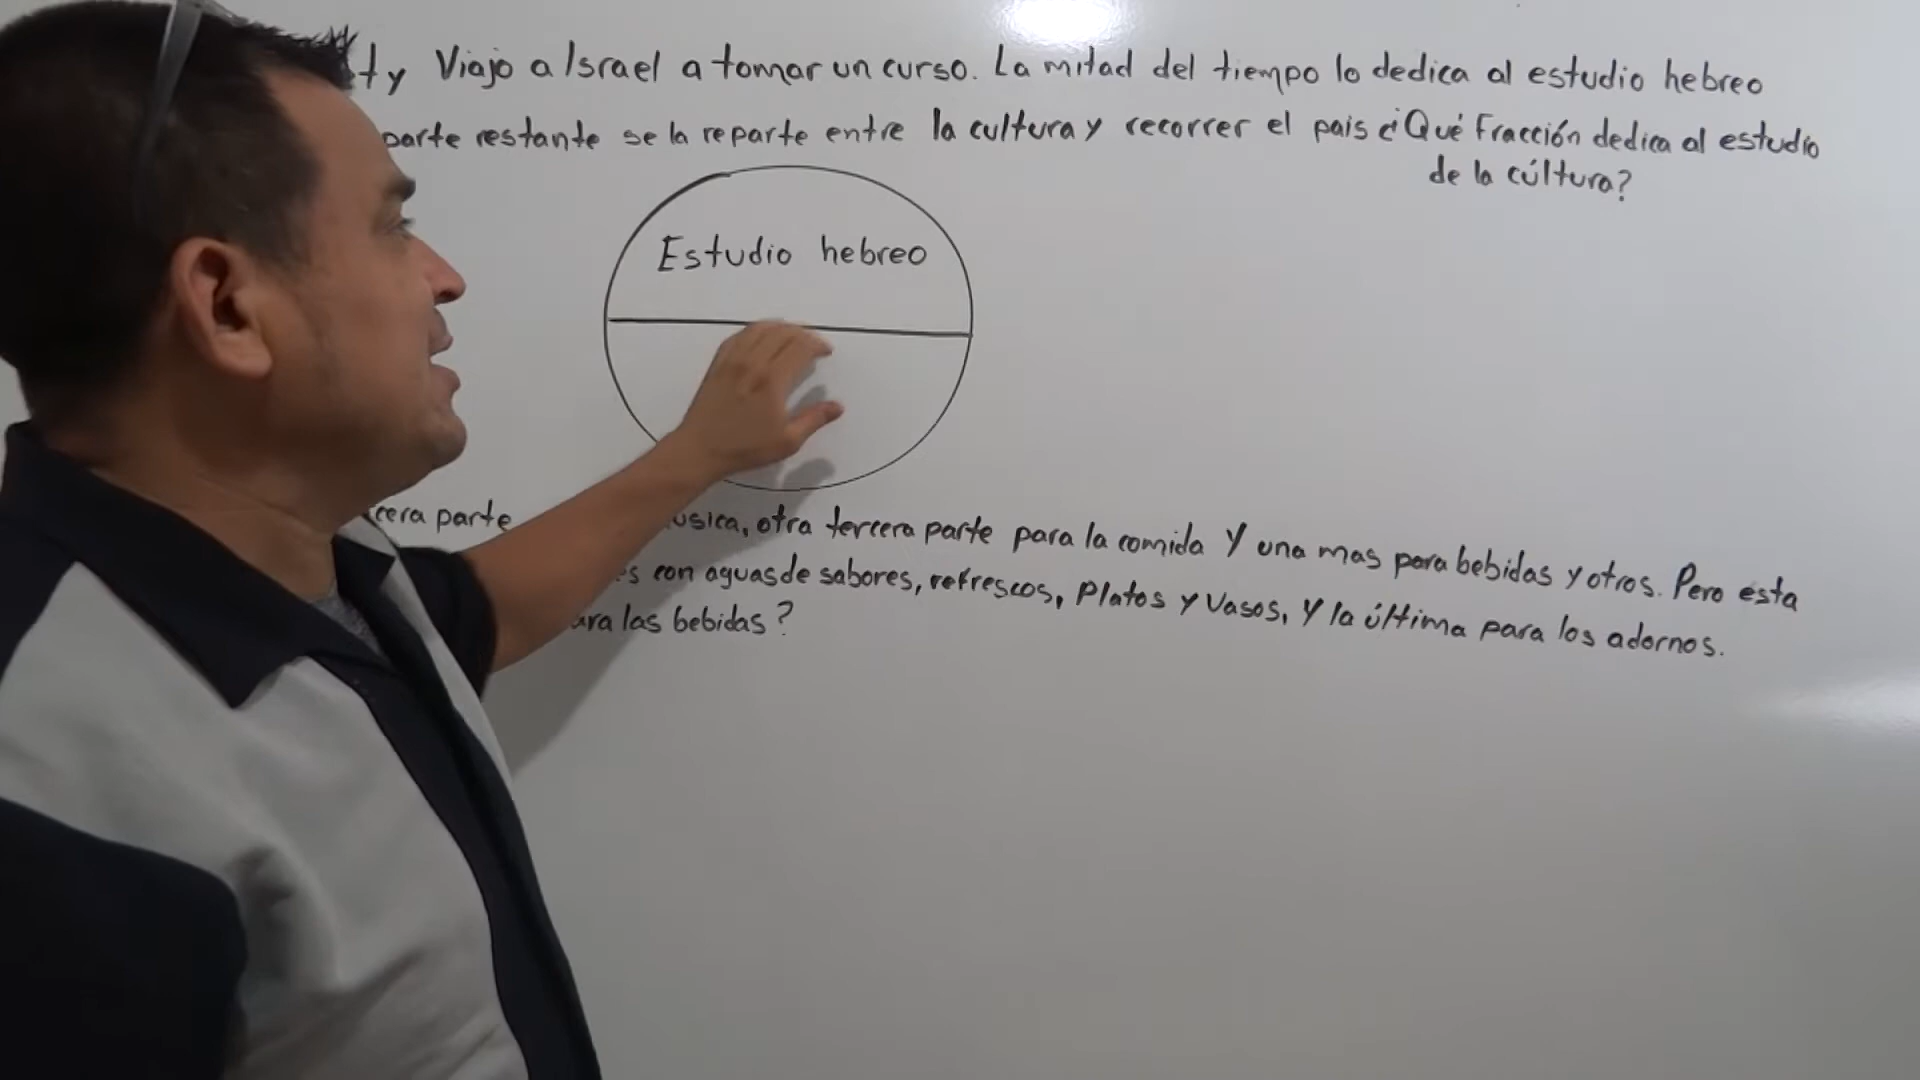 ty Viajo a Israel a tomar un curso. La mitad del tiempo lo dedica al estudio hebreo
parte restante se la reparte entre la cultura y recorrer el pais ¿Qué Fracción dedica al estudio
de la cúltura?
Estudio hebreo
cera parte usica, otra tercera parte para la comida Y una mas para bebidas y otros. Pero esta
es con aguas de sabores, refrescos, Platos y Vasos, Y la última para los adornos.
ara las bebidas?